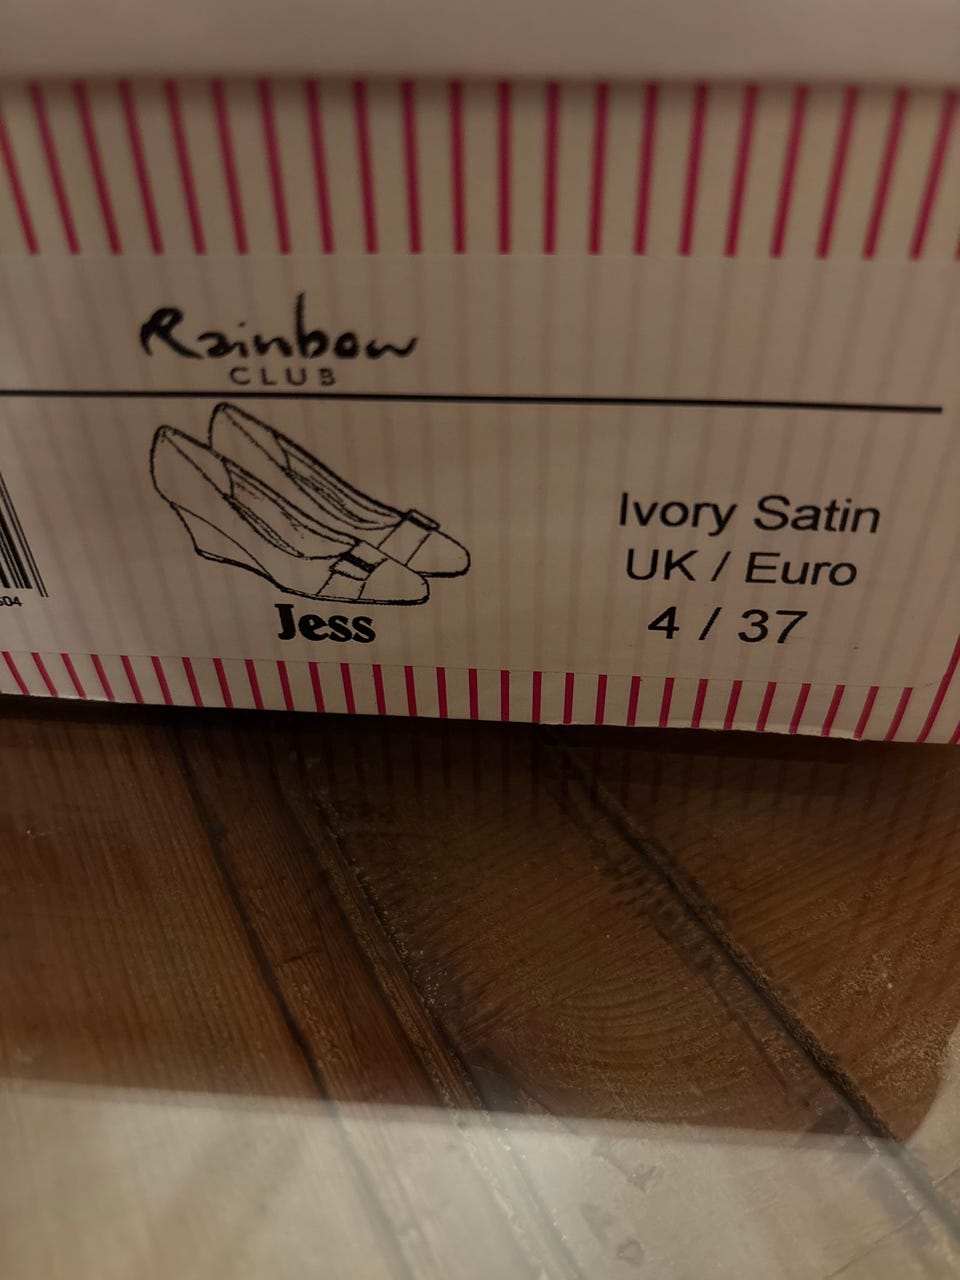 Rainbow
CLUB
Ivory Satin
UK / Euro
4 / 37
Jess